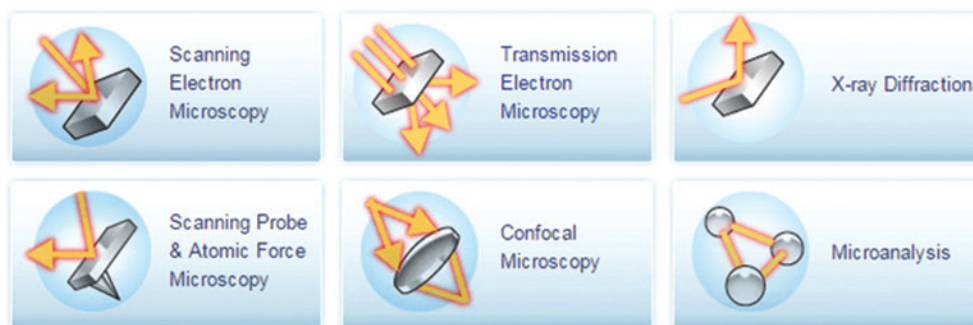 Scanning
Electron
Microscopy
Transmission
Electron
Microscopy
X-ray Diffraction
Scanning Probe
& Atomic Force
Microscopy
Confocal
Microscopy
Microanalysis